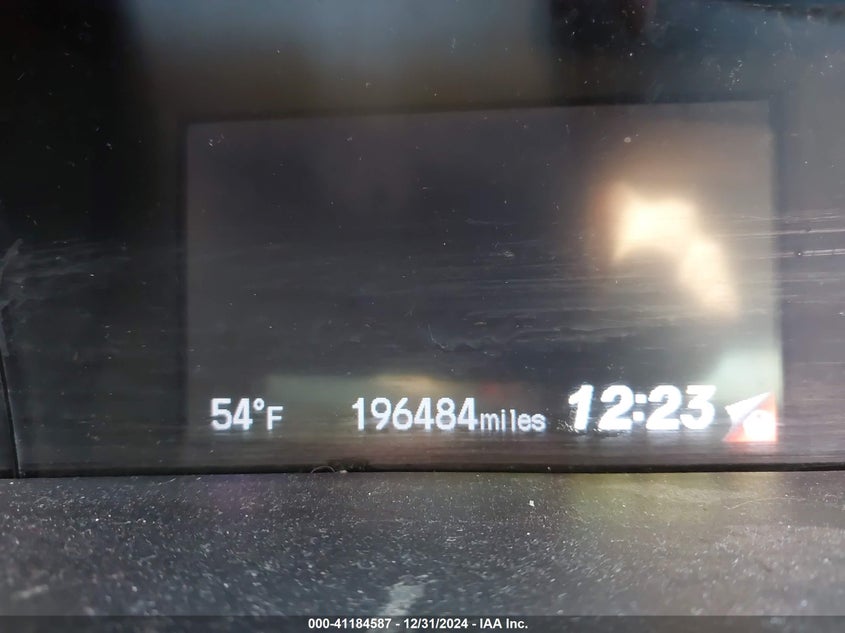 54°F 196484miles 12:23
000-41184587 - 12/31/2024 - IAA Inc.